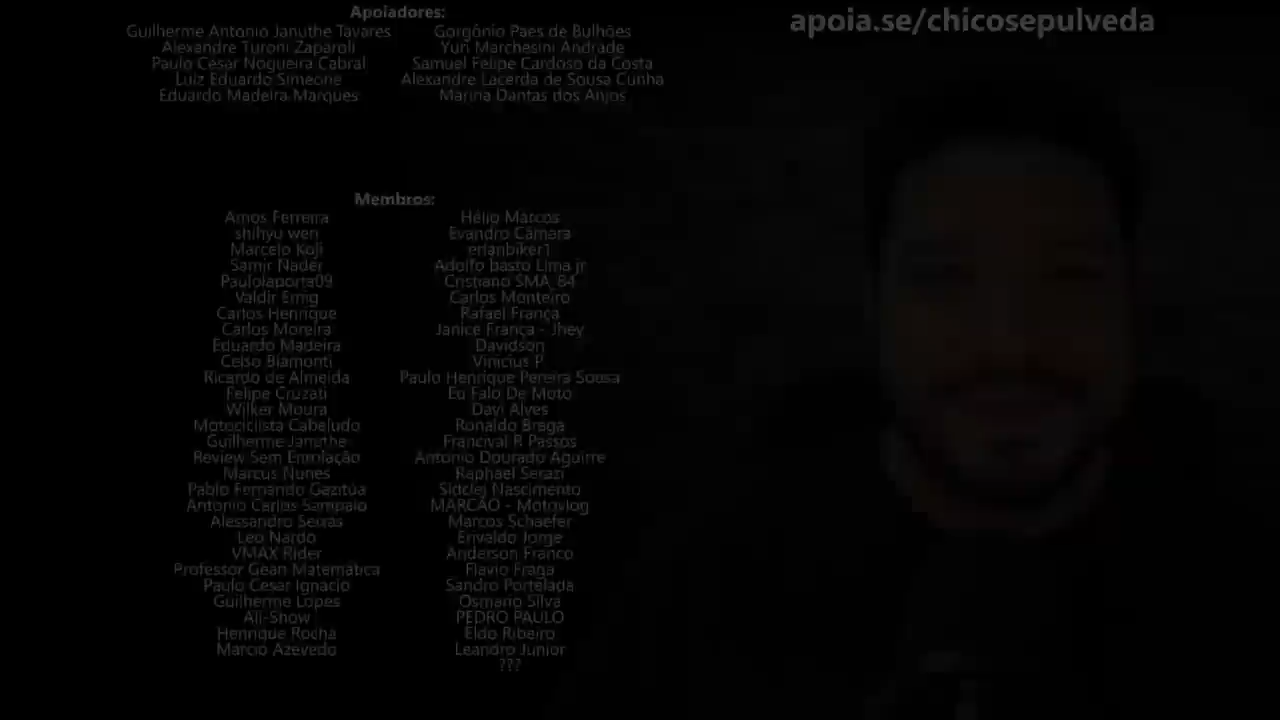 Apoiadores:
apoia.se/chicosepulveda
Guilherme Antonio Januthe Tavares
Alexandre Turoni Zaparoli
Paulo Cesar Nogueira Cabral
Luiz Eduardo Simeone
Eduardo Madeira Marques
Gorgônio Paes de Bulhões
Yuri Marchesini Andrade
Samuel Felipe Cardoso da Costa
Alexandre Lacerda de Sousa Cunha
Marina Dantas dos Anjos
Membros:
Amos Ferreira
shihyu wen
Marcelo Koji
Samir Nader
Paulolaporta09
Valdir Emig
Carlos Henrique
Carlos Moreira
Eduardo Madeira
Celso Biamonti
Ricardo de Almeida
Felipe Cruzati
Wilker Moura
Motociclista Cabeludo
Guilherme Januthe
Review Sem Enrolação
Marcus Nunes
Pablo Fernando Gazitua
Antonio Carlos Sampaio
Alessandro Seixas
Leo Nardo
VMAX Rider
Professor Gean Matemática
Paulo Cesar Ignacio
Guilherme Lopes
All-Show
Henrique Rocha
Marcio Azevedo
Hélio Marcos
Evandro Câmara
erlanbiker1
Adolfo basto Lima jr
Cristiano SMA_84
Carlos Monteiro
Rafael França
Janice França - Jhey
Davidson
Vinicius P
Paulo Henrique Pereira Sousa
Eu Falo De Moto
Davi Alves
Ronaldo Braga
Francival R Passos
Antonio Dourado Aguirre
Raphael Serazi
Sidclej Nascimento
MARCÃO - Motovlog
Marcos Schaefer
Erivaldo Jorge
Anderson Franco
Flavio Fraga
Sandro Portelada
Osmano Silva
PEDRO PAULO
Eldo Ribeiro
Leandro Junior
???